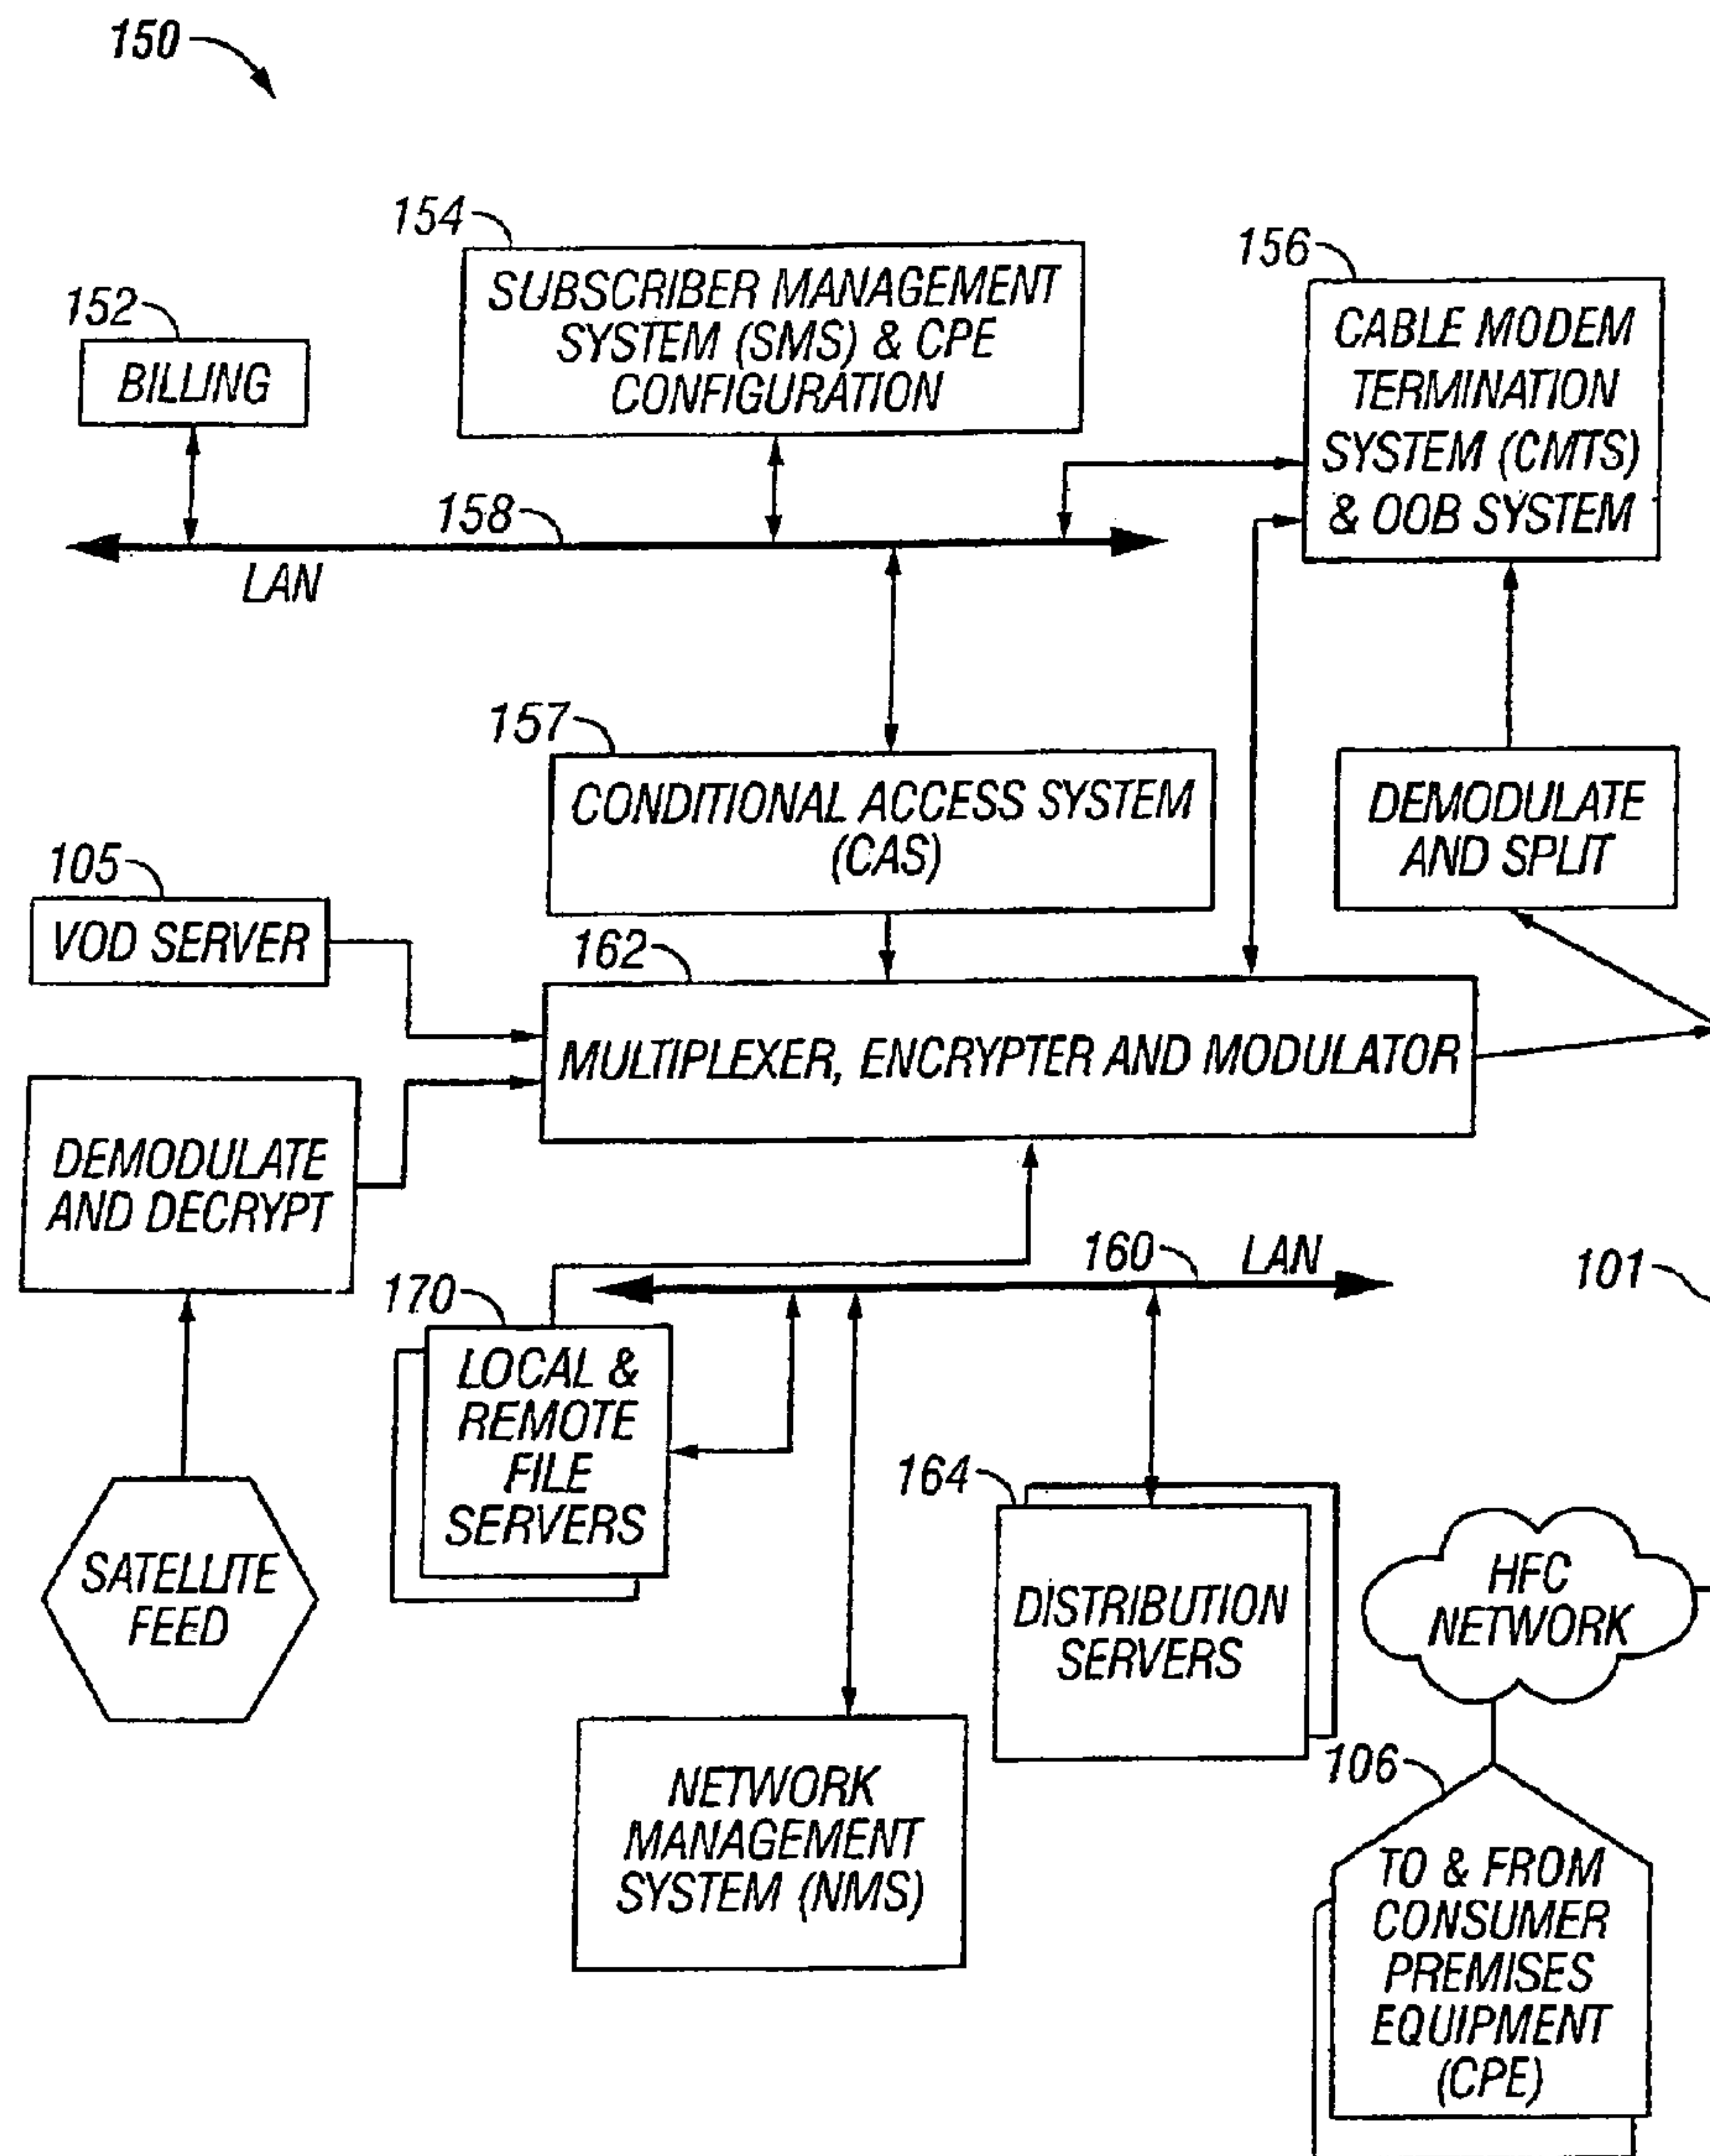 150
154
SUBSCRIBER MANAGEMENT
SYSTEM (SMS) & CPE
CONFIGURATION
156
CABLE MODEM
TERMINATION
SYSTEM (CMTS)
& OOB SYSTEM
152
BILLING
158
LAN
157
CONDITIONAL ACCESS SYSTEM
(CAS)
DEMODULATE
AND SPLIT
105
VOD SERVER
162
MULTIPLEXER, ENCRYPTER AND MODULATOR
DEMODULATE
AND DECRYPT
160
LAN
101
170
LOCAL &
REMOTE
FILE
SERVERS
164
DISTRIBUTION
SERVERS
SATELLITE
FEED
HFC
NETWORK
NETWORK
MANAGEMENT
SYSTEM (NMS)
106
TO & FROM
CONSUMER
PREMISES
EQUIPMENT
(CPE)